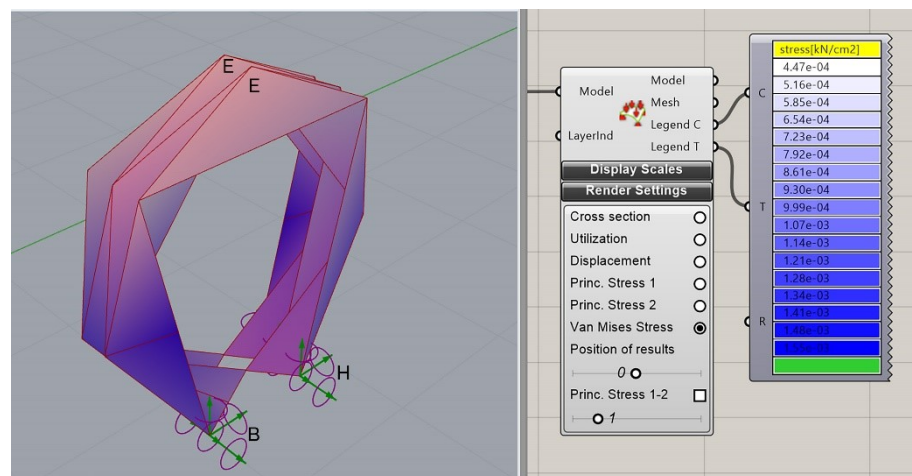 E
E
H
B
Model
LayerInd
Model
Mesh
Legend C
Legend T
Display Scales
Render Settings
Cross section
Utilization
Displacement
Princ. Stress 1
Princ. Stress 2
Van Mises Stress
Position of results
0
Princ. Stress 1-2
1
C
T
R
stress[kN/cm2]
4.47e-04
5.16e-04
5.85e-04
6.54e-04
7.23e-04
7.92e-04
8.61e-04
9.30e-04
9.99e-04
1.07e-03
1.14e-03
1.21e-03
1.28e-03
1.34e-03
1.41e-03
1.48e-03
1.55e-03